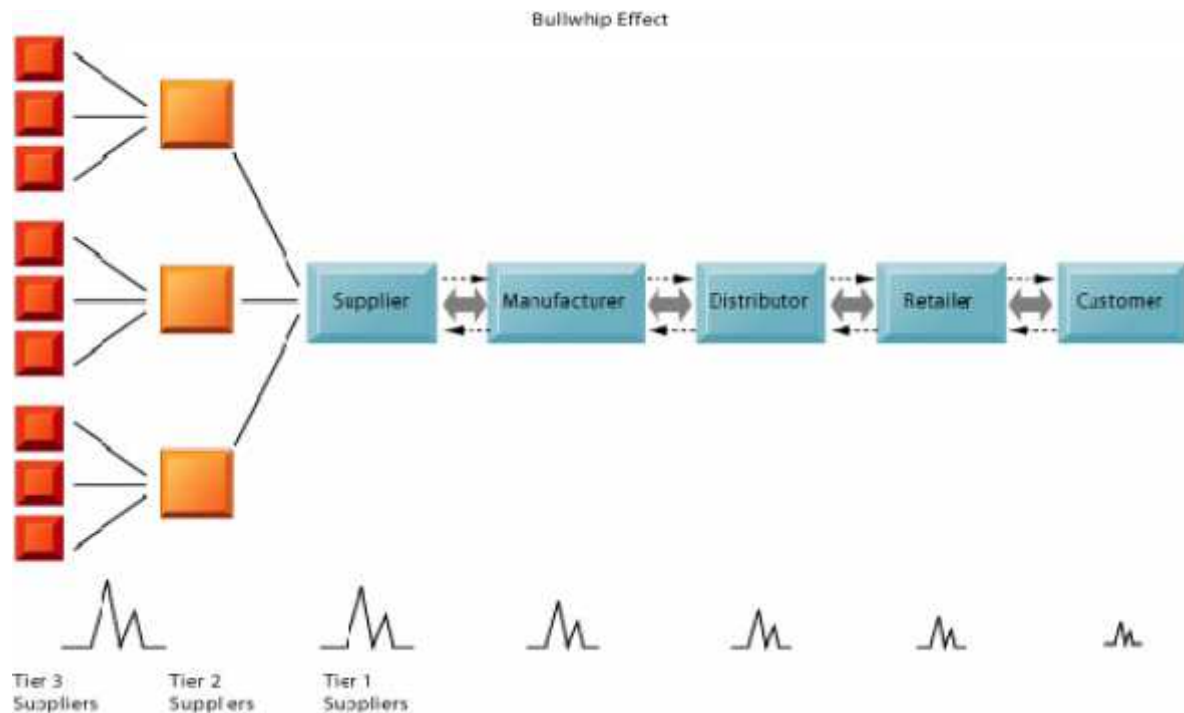 Bullwhip Effect
Supplier
Manufacturer
Distributor
Retailer
Customer
Tier 3
Suppliers
Tier 2
Suppliers
Tier 1
Suppliers